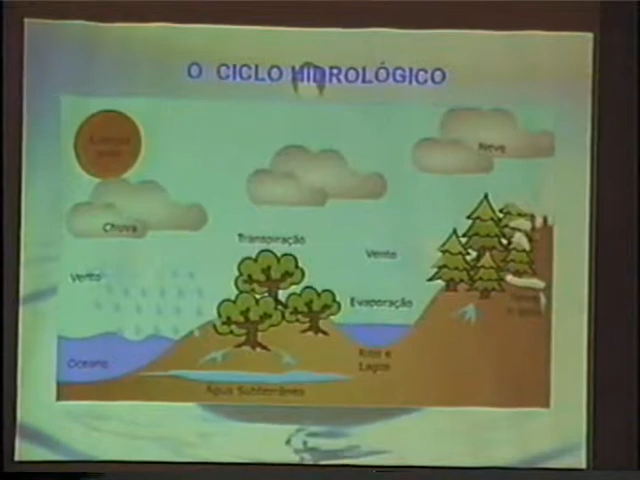 O CICLO HIDROLÓGICO
Neve
Chuva
Transpiração
Vento
Vento
Evaporação
Oceano
Rios e
Lagos
Água Subterrânea